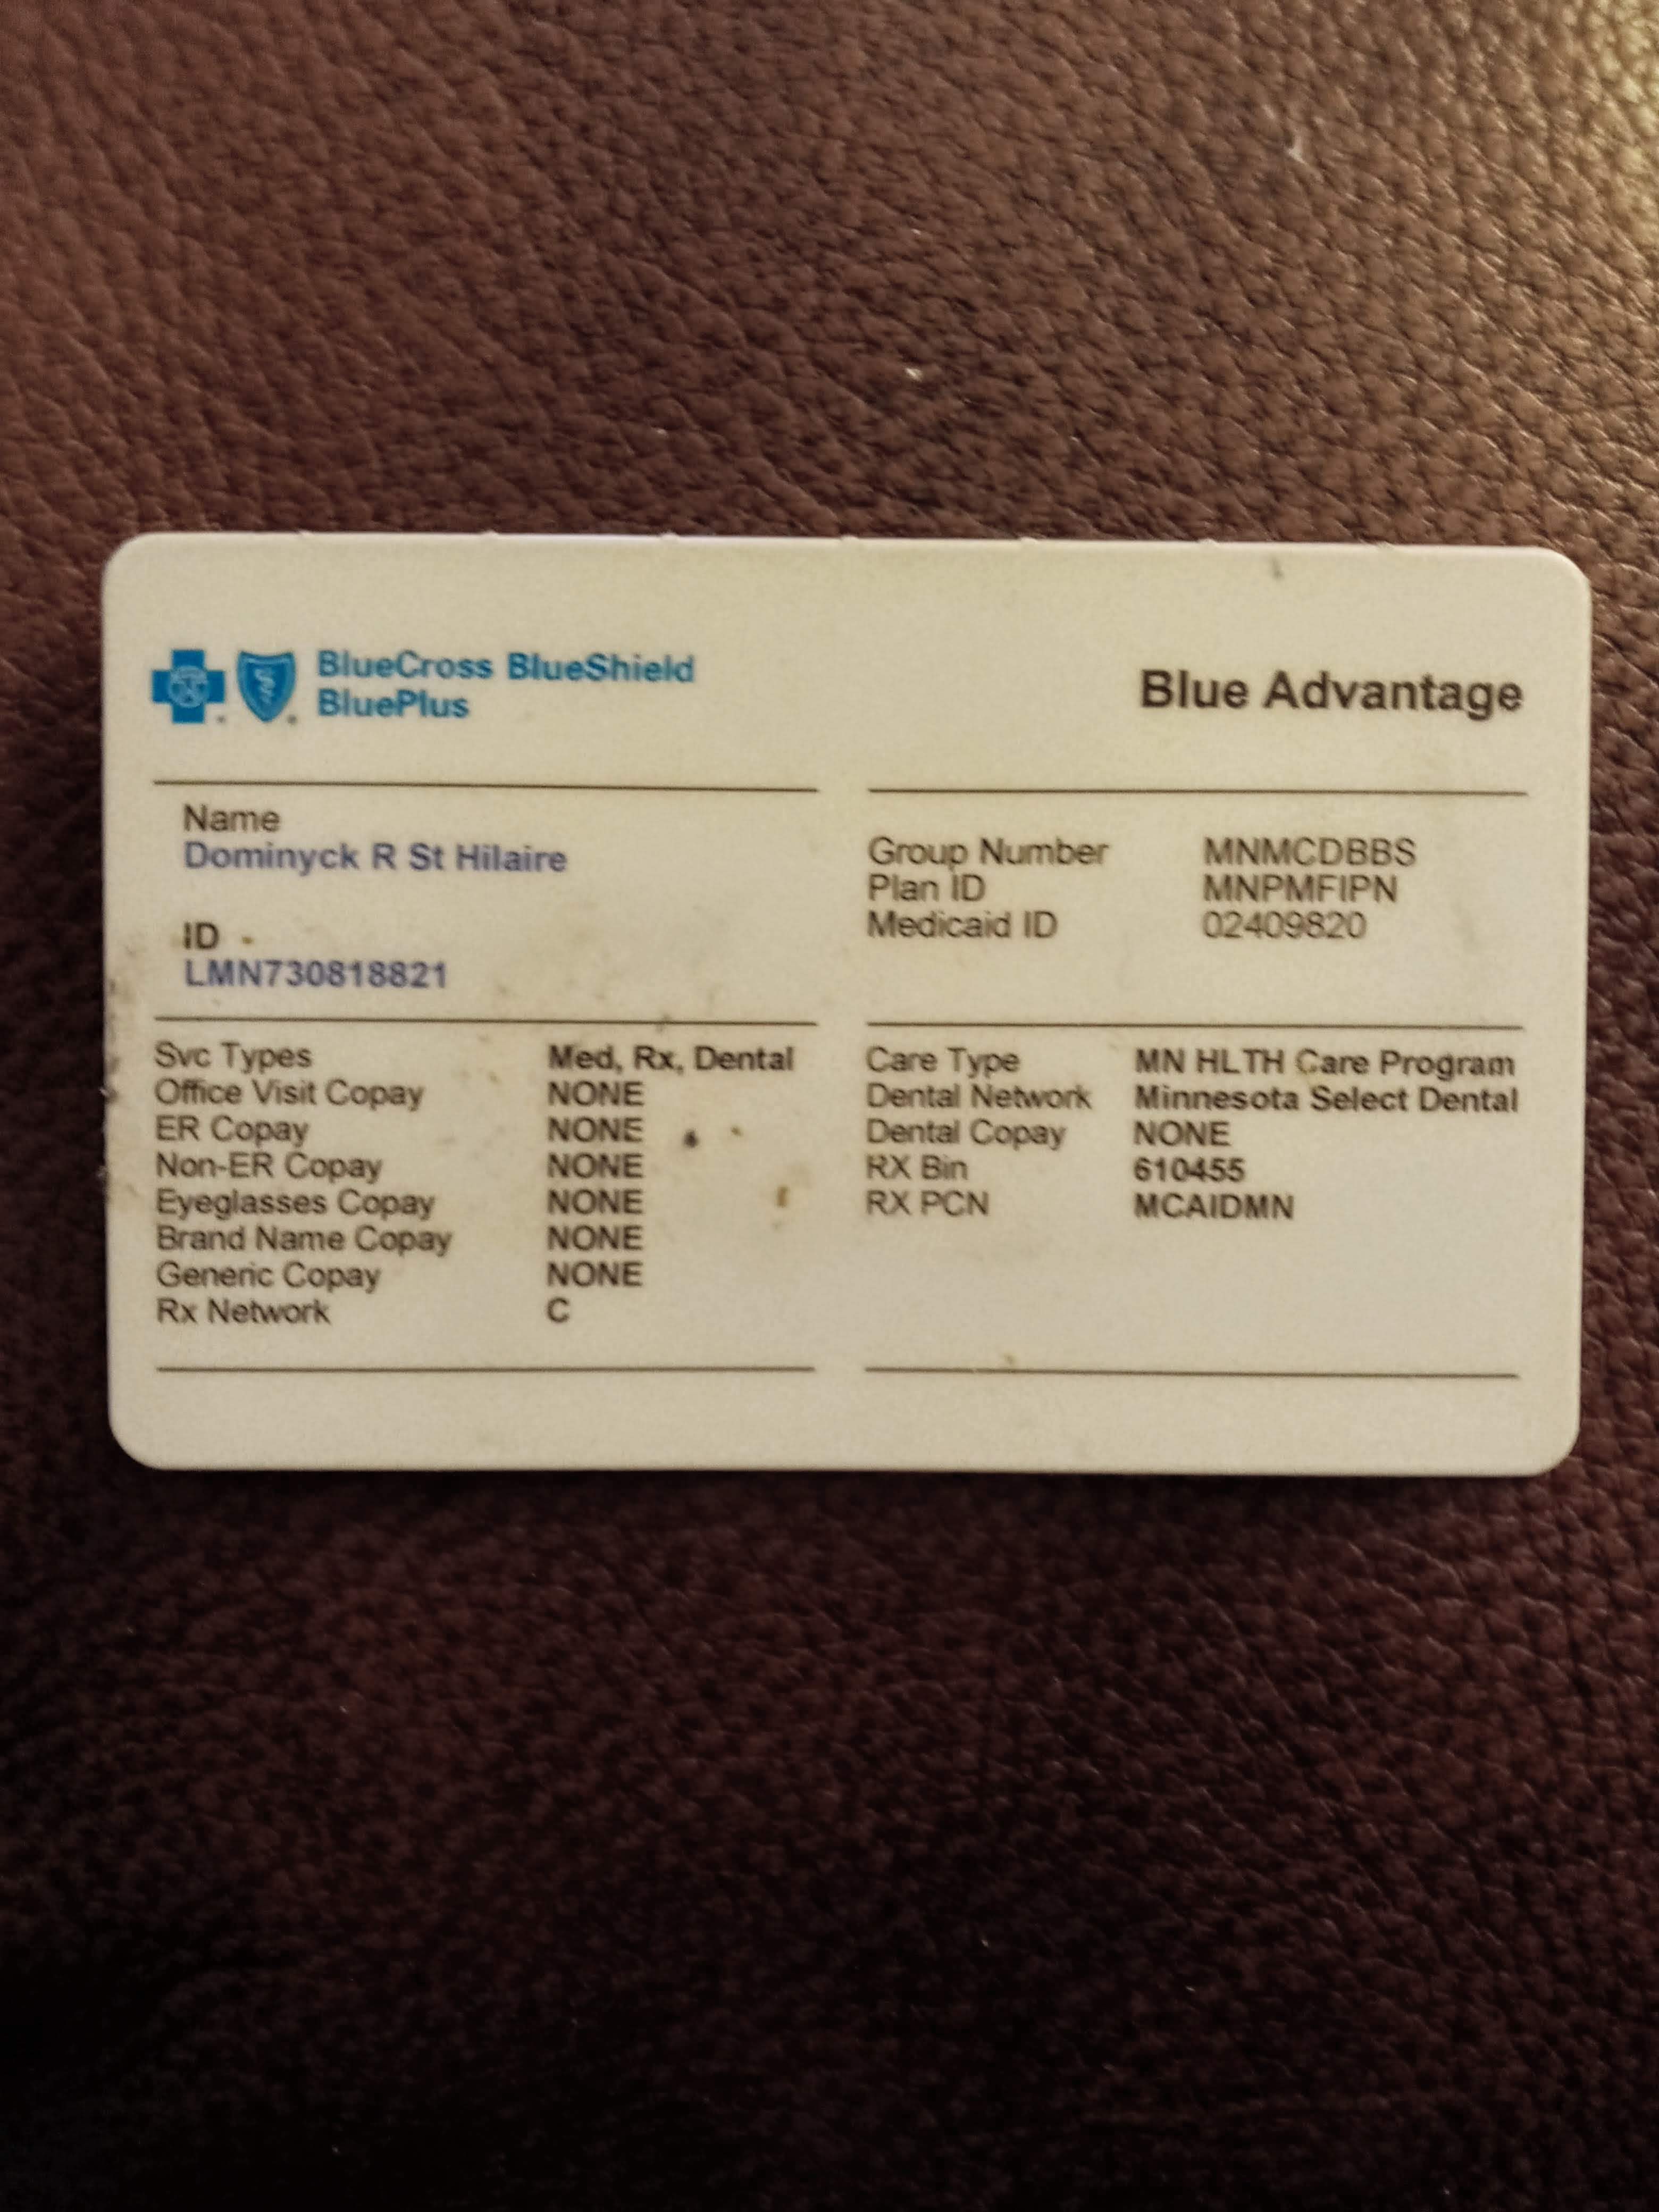 BlueCross BlueShield
BluePlus
Blue Advantage
Name
Dominyck R St Hilaire
ID
LMN730818821
Group Number MNMCDBBS
Plan ID MNPMFIPN
Medicaid ID 02409820
Svc Types Med, Rx, Dental
Office Visit Copay NONE
ER Copay NONE
Non-ER Copay NONE
Eyeglasses Copay NONE
Brand Name Copay NONE
Generic Copay NONE
Rx Network C
Care Type MN HLTH Care Program
Dental Network Minnesota Select Dental
Dental Copay NONE
RX Bin 610455
RX PCN MCAIDMN